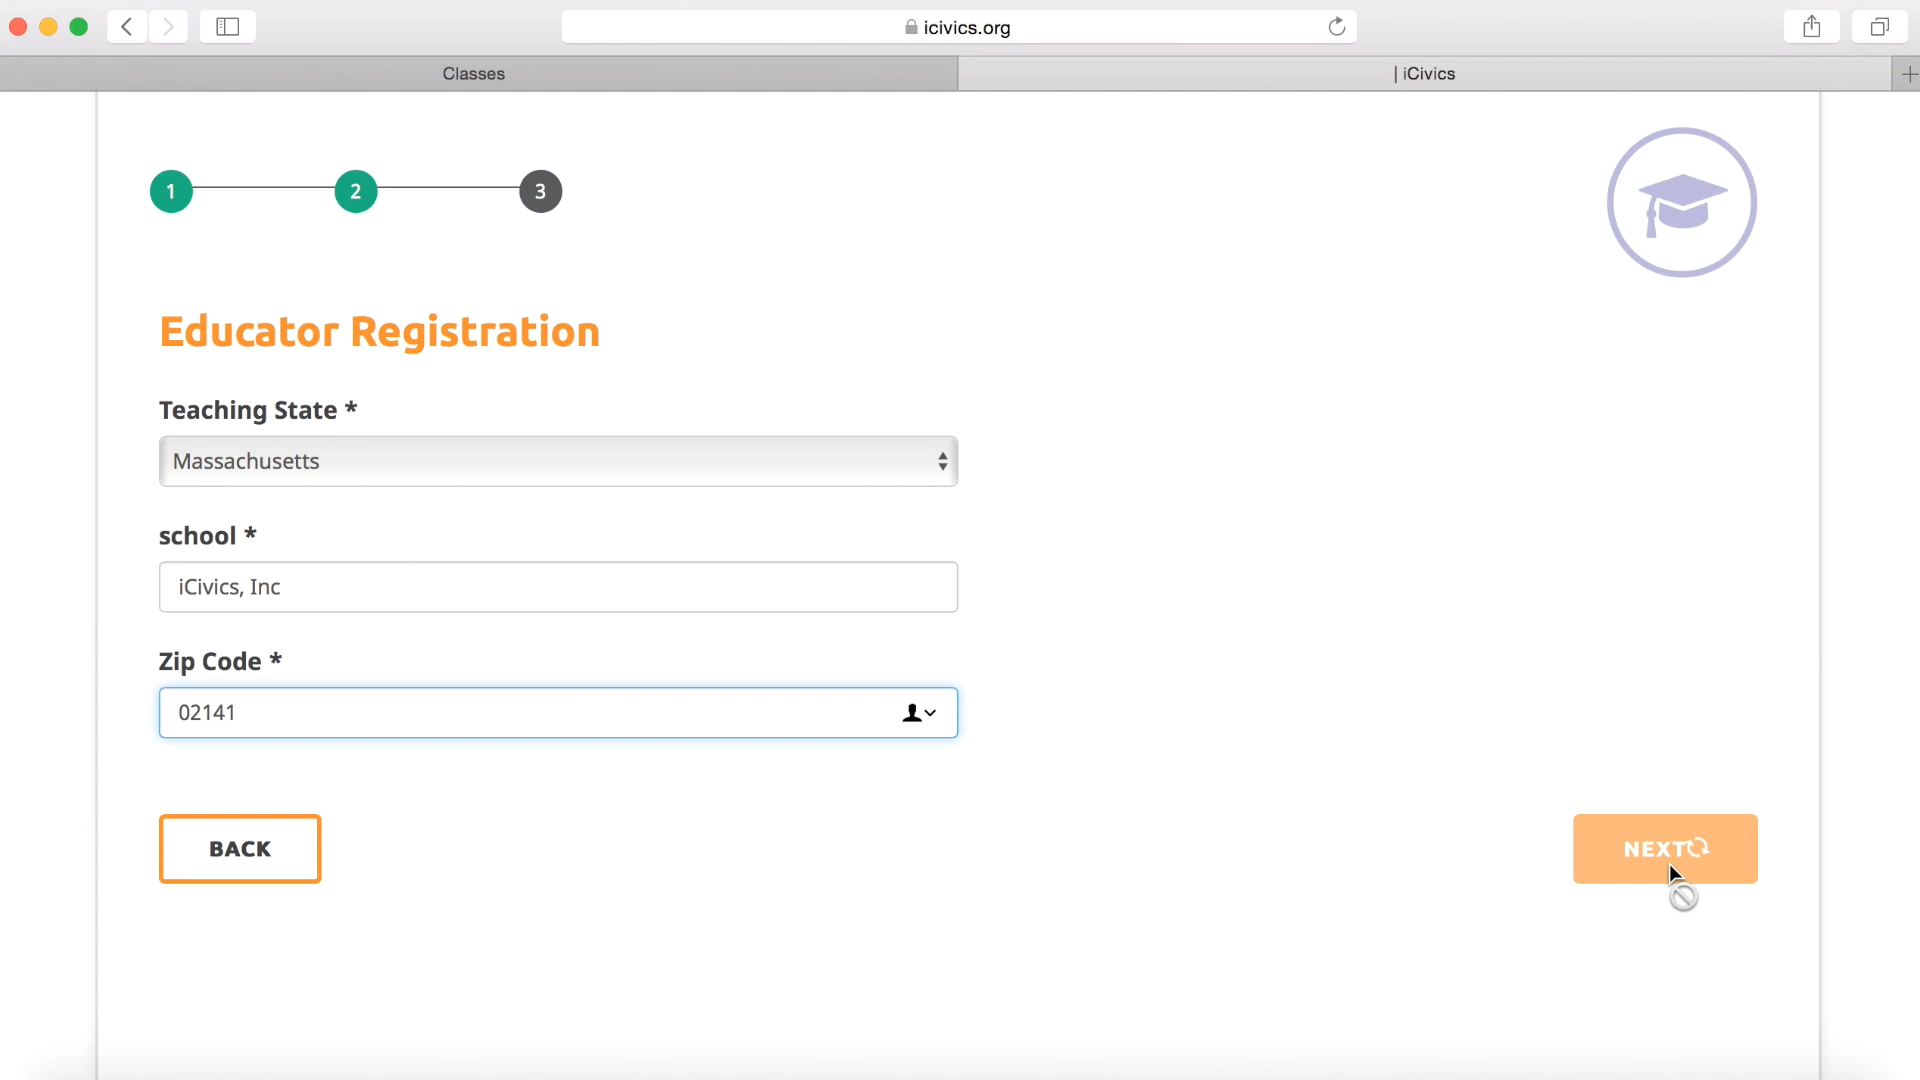 icivics.org
Classes
| iCivics
1
2
3
Educator Registration
Teaching State *
Massachusetts
school *
iCivics, Inc
Zip Code *
02141
BACK
NEXT